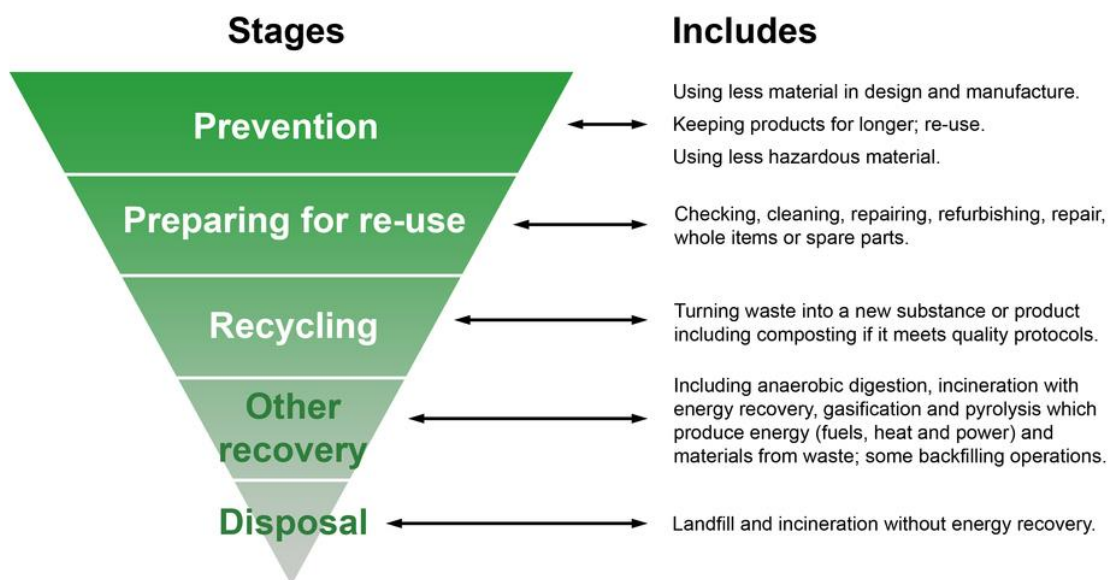 Stages
Includes
Prevention
Using less material in design and manufacture.
Keeping products for longer; re-use.
Using less hazardous material.
Preparing for re-use
Checking, cleaning, repairing, refurbishing, repair,
whole items or spare parts.
Recycling
Turning waste into a new substance or product
including composting if it meets quality protocols.
Other
recovery
Including anaerobic digestion, incineration with
energy recovery, gasification and pyrolysis which
produce energy (fuels, heat and power) and
materials from waste; some backfilling operations.
Disposal
Landfill and incineration without energy recovery.